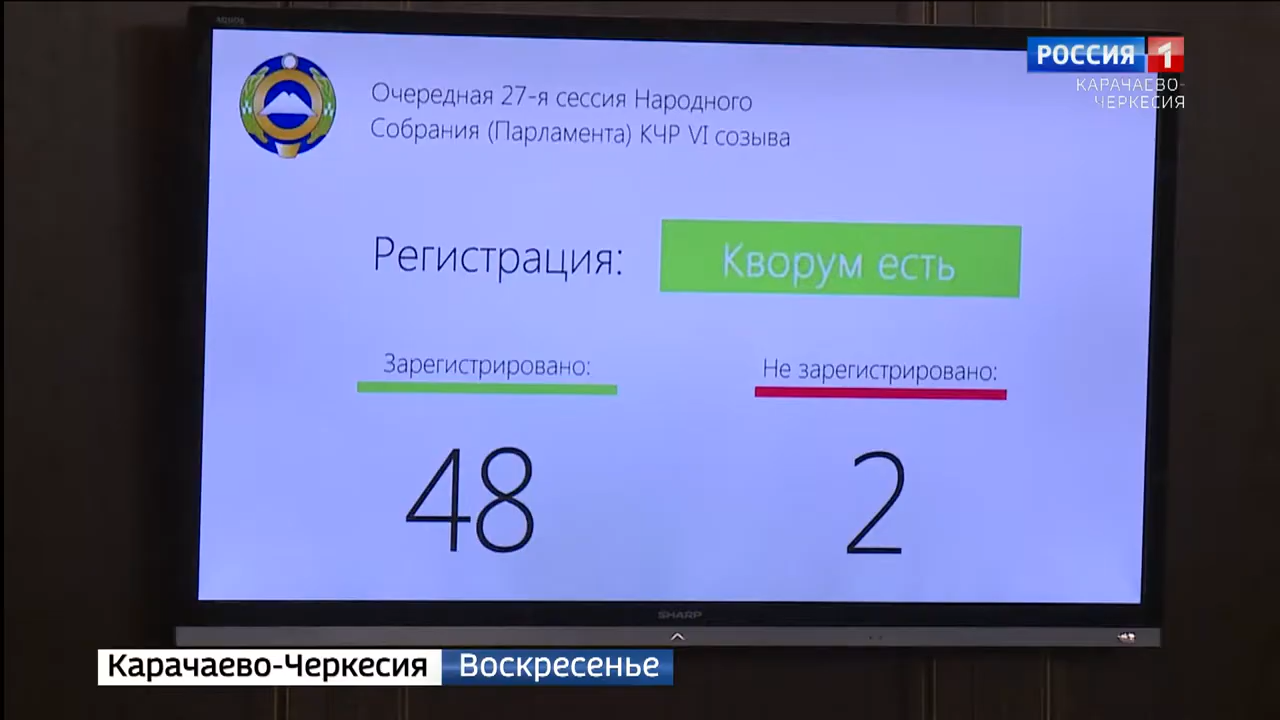 AQUOS
РОССИЯ 1
КАРАЧАЕВО-
ЧЕРКЕСИЯ
Очередная 27-я сессия Народного
Собрания (Парламента) КЧР VI созыва
Регистрация: Кворум есть
Зарегистрировано: Не зарегистрировано:
48 2
SHARP
Карачаево-Черкесия Воскресенье